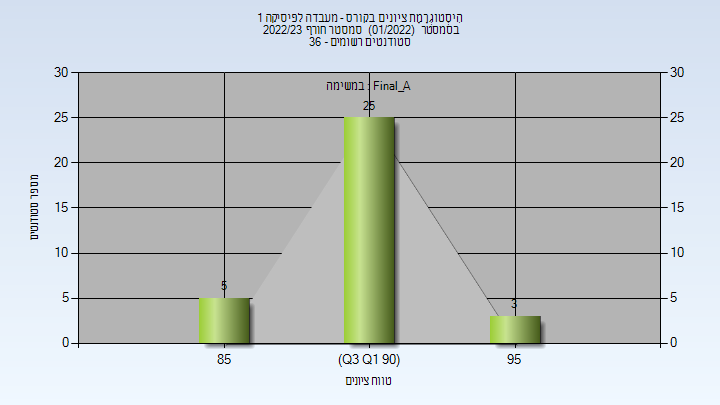 היסטוגרמת ציונים בקורס - מעבדה לפיסיקה 1
בסמסטר (01/2022) סמסטר חורף 2022/23
סטודנטים רשומים - 36
במשימה : Final_A
30 30
25 25 25
20 20
15 15
10 10
5 5 5
3
0 0
מספר סטודנטים
85 (Q3 Q1 90) 95
טווח ציונים